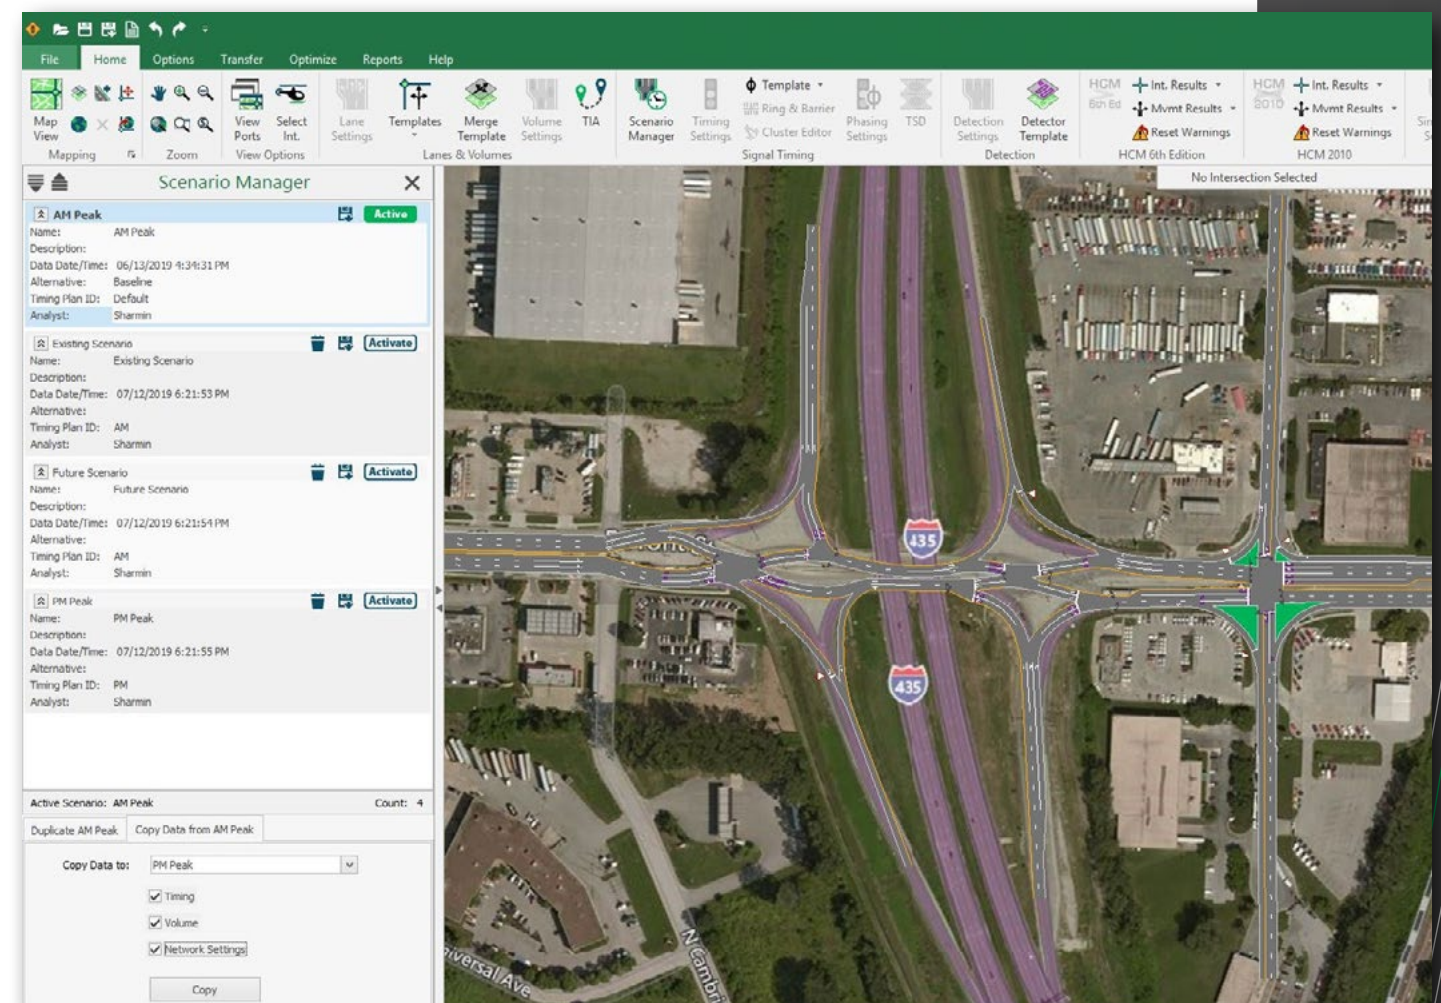 File Home Options Transfer Optimize Reports Help
Map View
Mapping
Zoom
View Ports
Select Int.
View Options
Lane Settings
Templates
Merge Template
Volume Settings
Lanes & Volumes
TIA
Scenario Manager
Timing Settings
Template
Ring & Barrier
Cluster Editor
Phasing Settings
TSD
Signal Timing
Detection Settings
Detector Template
Detection
HCM 6th Ed
Int. Results
Mvmt Results
Reset Warnings
HCM 6th Edition
HCM 2010
Int. Results
Mvmt Results
Reset Warnings
HCM 2010
No Intersection Selected
Scenario Manager
AM Peak Active
Name: AM Peak
Description:
Data Date/Time: 06/13/2019 4:34:31 PM
Alternative: Baseline
Timing Plan ID: Default
Analyst: Sharmin
Existing Scenario Activate
Name: Existing Scenario
Description:
Data Date/Time: 07/12/2019 6:21:53 PM
Alternative:
Timing Plan ID: AM
Analyst: Sharmin
Future Scenario Activate
Name: Future Scenario
Description:
Data Date/Time: 07/12/2019 6:21:54 PM
Alternative:
Timing Plan ID: AM
Analyst: Sharmin
PM Peak Activate
Name: PM Peak
Description:
Data Date/Time: 07/12/2019 6:21:55 PM
Alternative:
Timing Plan ID: PM
Analyst: Sharmin
Active Scenario: AM Peak Count: 4
Duplicate AM Peak Copy Data from AM Peak
Copy Data to: PM Peak
Timing
Volume
Network Settings
Copy
435
435